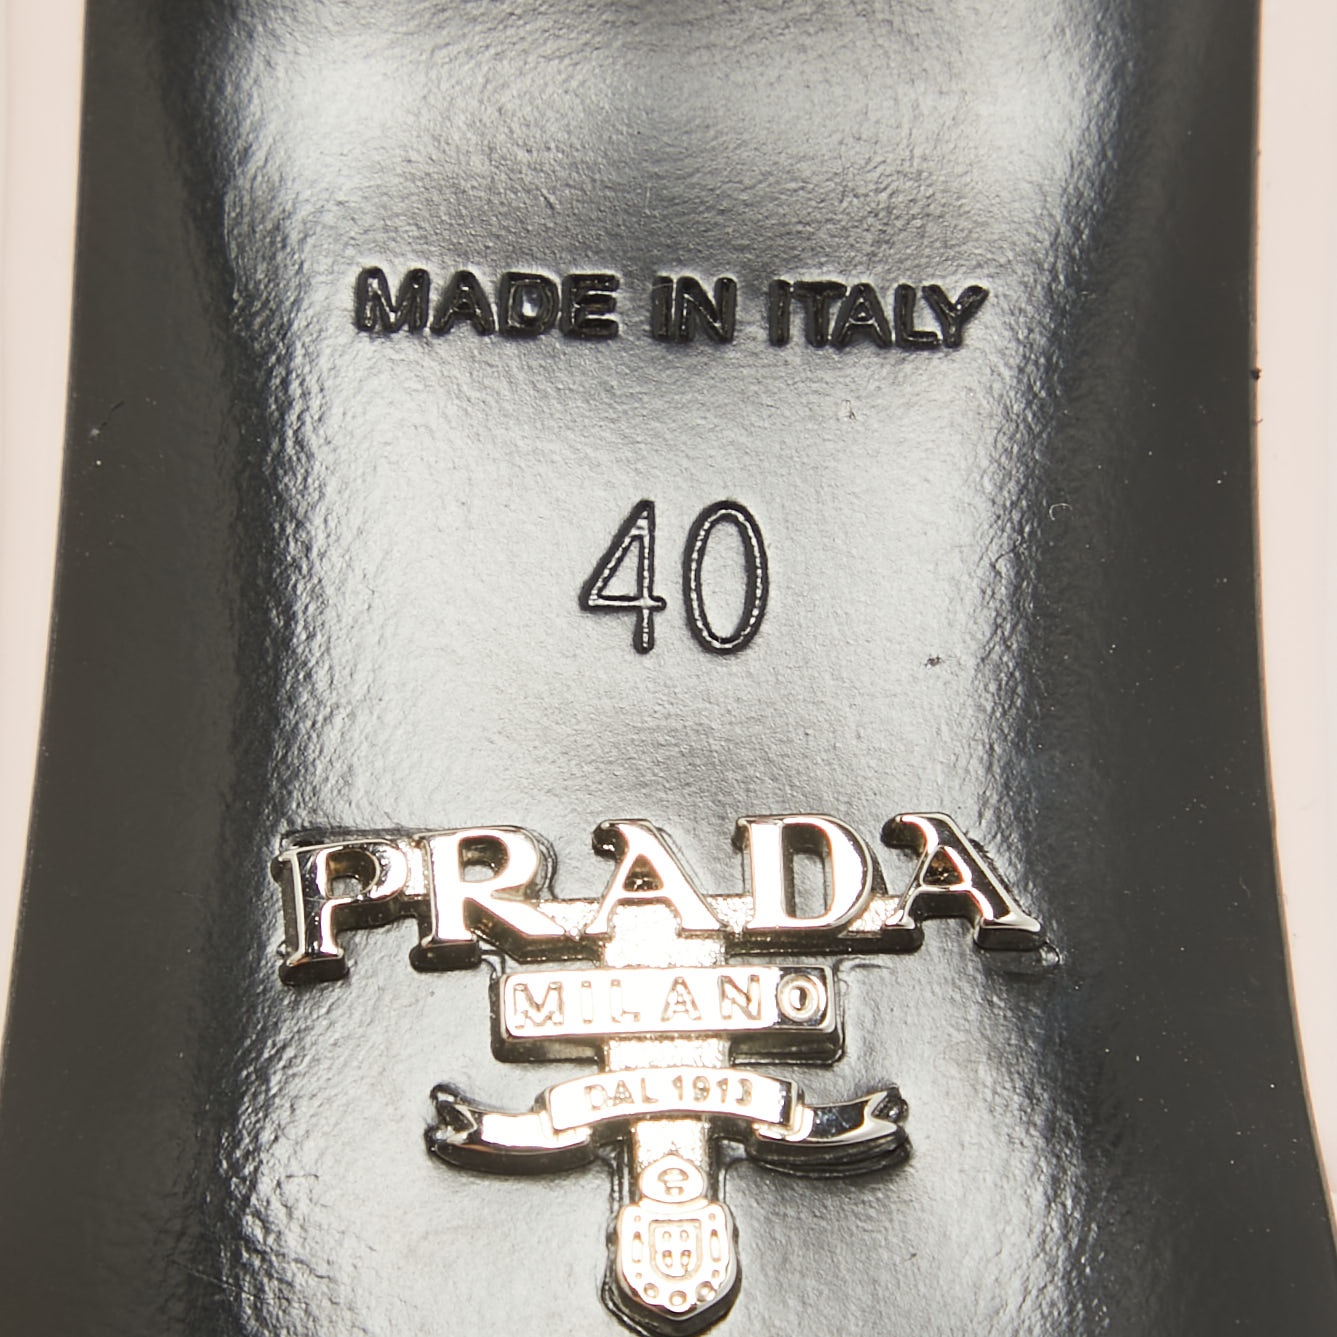 MADE IN ITALY
40
PRADA
MILANO
DAL 1913